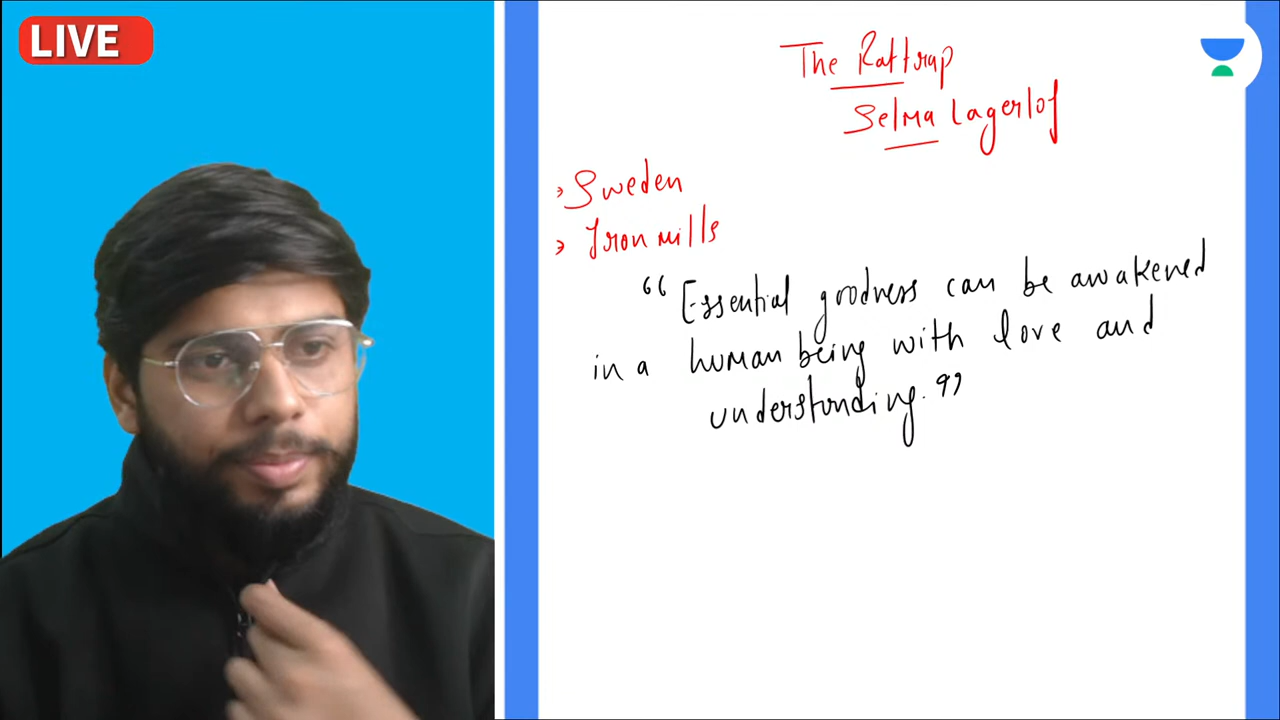 LIVE
The Rattrap
Selma Lagerlof
> Sweden
> Iron mills
“ Essential goodness can be awakened
in a human being with love and
understanding. ”